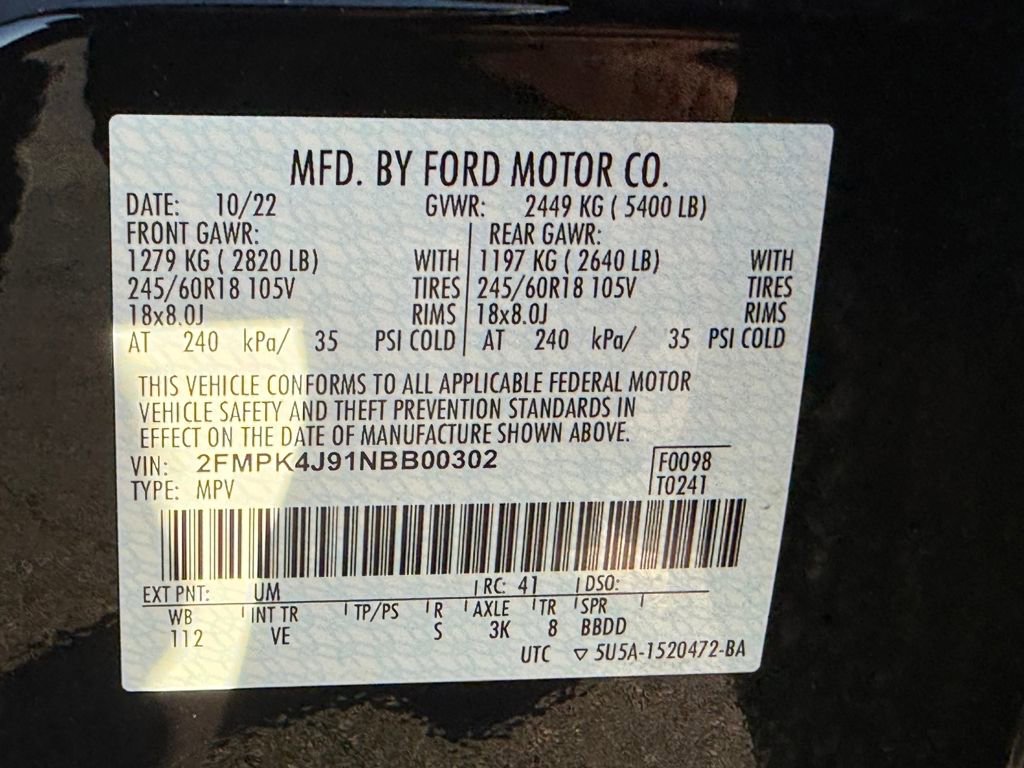 MFD. BY FORD MOTOR CO.
DATE: 10/22 GVWR: 2449 KG ( 5400 LB)
FRONT GAWR: REAR GAWR:
1279 KG ( 2820 LB) WITH 1197 KG ( 2640 LB) WITH
245/60R18 105V TIRES 245/60R18 105V TIRES
18x8.0J RIMS 18x8.0J RIMS
AT 240 kPa/ 35 PSI COLD AT 240 kPa/ 35 PSI COLD
THIS VEHICLE CONFORMS TO ALL APPLICABLE FEDERAL MOTOR
VEHICLE SAFETY AND THEFT PREVENTION STANDARDS IN
EFFECT ON THE DATE OF MANUFACTURE SHOWN ABOVE.
VIN: 2FMPK4J91NBB00302 F0098
TYPE: MPV T0241
EXT PNT: UM RC: 41 DSO:
WB INT TR TP/PS R AXLE TR SPR
112 VE S 3K 8 BBDD
UTC ▽ 5U5A-1520472-BA